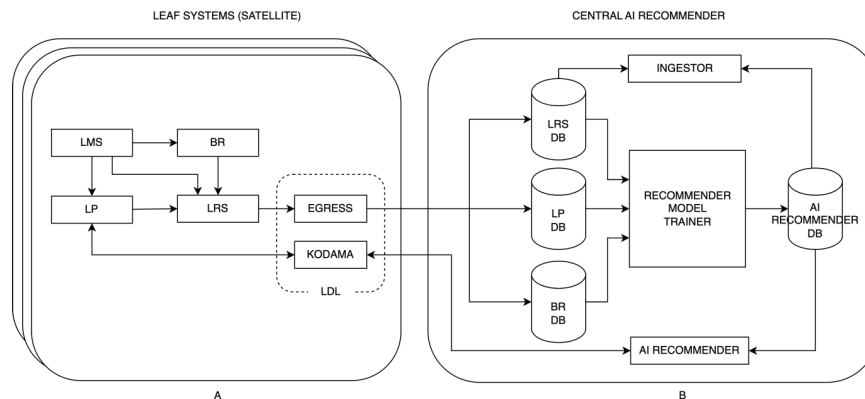 LEAF SYSTEMS (SATELLITE)
CENTRAL AI RECOMMENDER
LMS
BR
LP
LRS
EGRESS
KODAMA
LDL
A
LRS
DB
LP
DB
BR
DB
INGESTOR
RECOMMENDER
MODEL
TRAINER
AI
RECOMMENDER
DB
AI RECOMMENDER
B